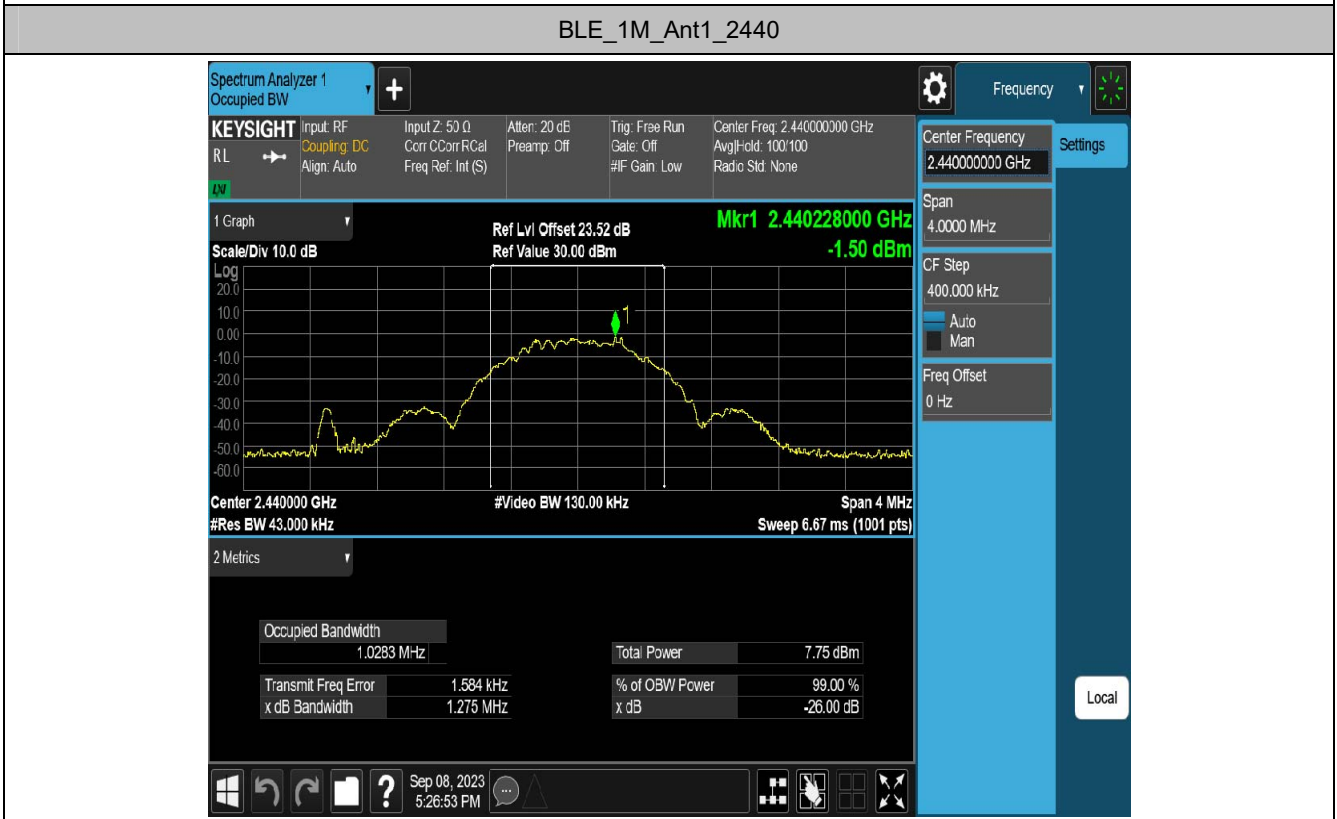 BLE_1M_Ant1_2440
Spectrum Analyzer 1
Occupied BW
+
Frequency
KEYSIGHT
RL
LXI
Input: RF
Coupling: DC
Align: Auto
Input Z: 50 Ω
Corr CCorr RCal
Freq Ref: Int (S)
Atten: 20 dB
Preamp: Off
Trig: Free Run
Gate: Off
#IF Gain: Low
Center Freq: 2.440000000 GHz
Avg|Hold: 100/100
Radio Std: None
Center Frequency
2.440000000 GHz
Settings
Span
4.0000 MHz
CF Step
400.000 kHz
Auto
Man
Freq Offset
0 Hz
1 Graph
Scale/Div 10.0 dB
Ref Lvl Offset 23.52 dB
Ref Value 30.00 dBm
Mkr1 2.440228000 GHz
-1.50 dBm
Log
20.0
10.0
0.00
-10.0
-20.0
-30.0
-40.0
-50.0
-60.0
1
Center 2.440000 GHz
#Video BW 130.00 kHz
Span 4 MHz
#Res BW 43.000 kHz
Sweep 6.67 ms (1001 pts)
2 Metrics
Occupied Bandwidth
1.0283 MHz
Total Power 7.75 dBm
Transmit Freq Error 1.584 kHz
% of OBW Power 99.00 %
x dB Bandwidth 1.275 MHz
x dB -26.00 dB
Local
?
Sep 08, 2023
5:26:53 PM